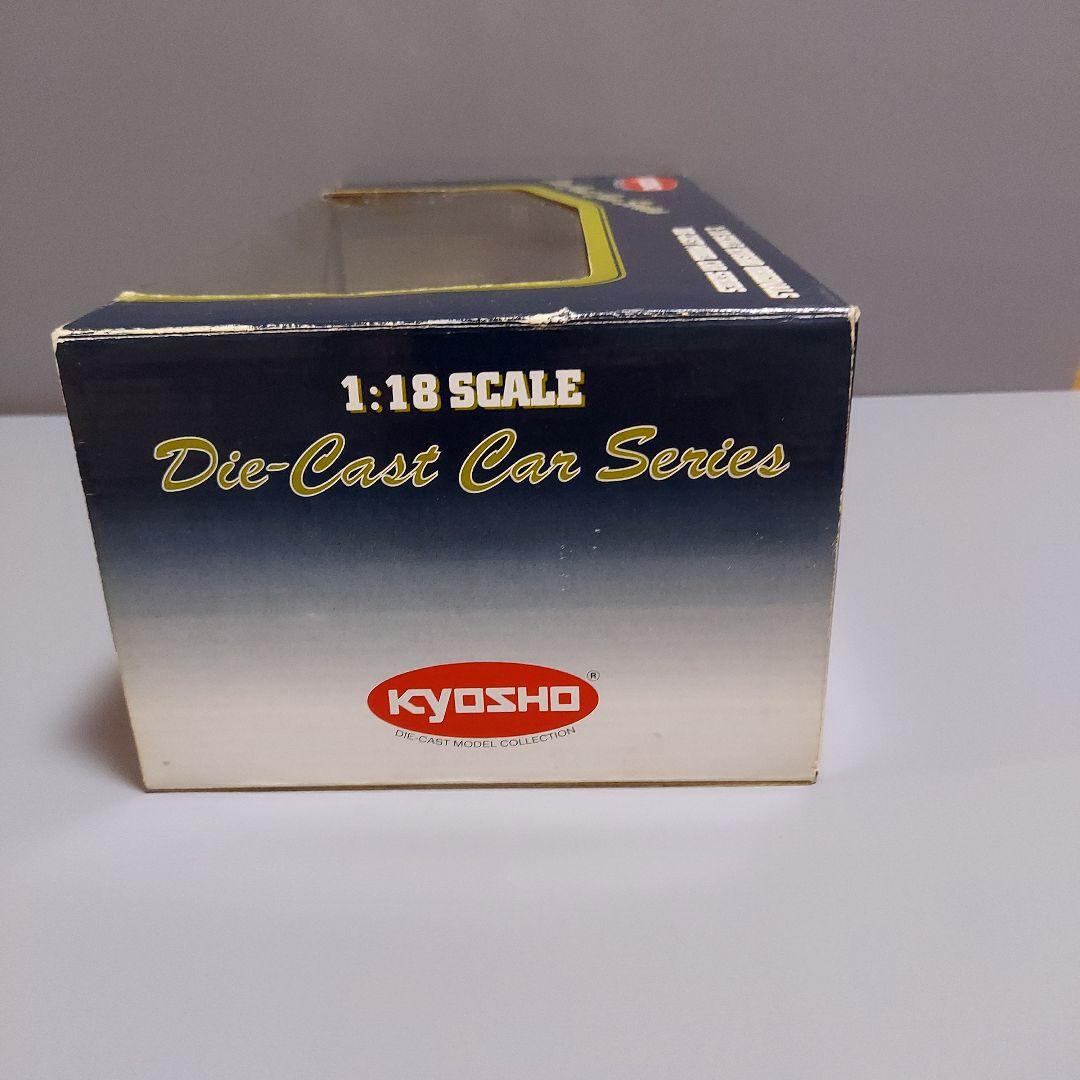 1:18 SCALE
Die-Cast Car Series
KYOSHO ®
DIE-CAST MODEL COLLECTION